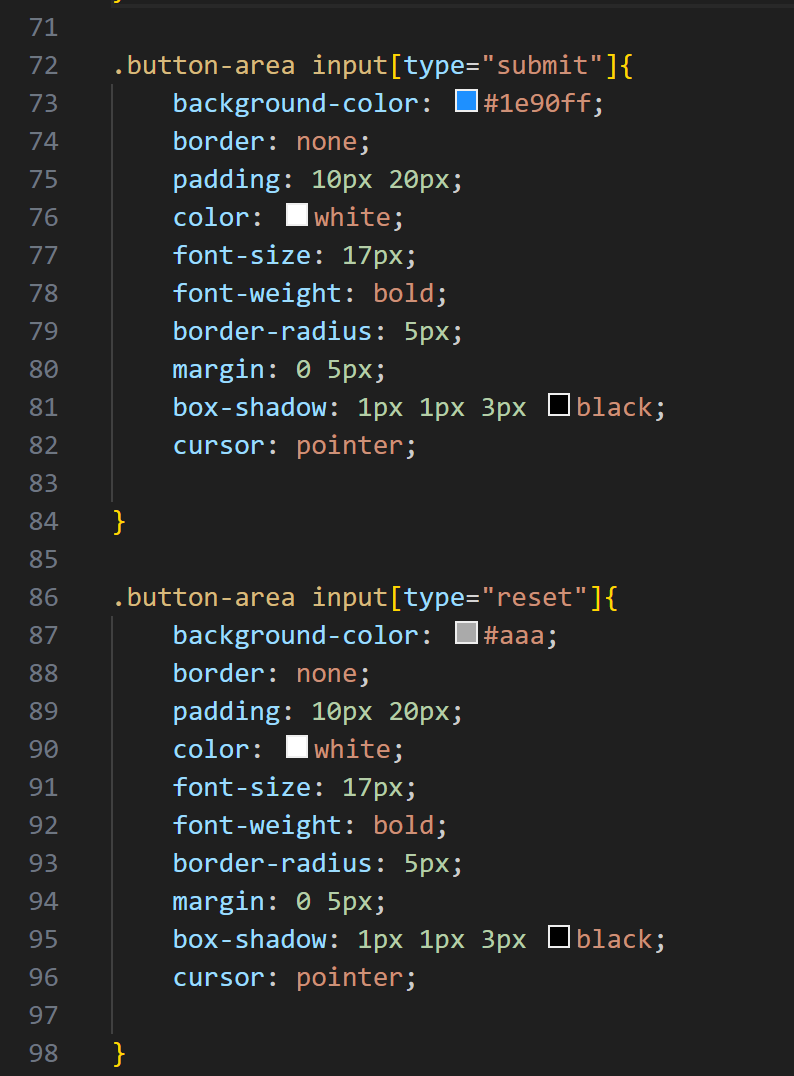 71
72 .button-area input[type="submit"]{
73 background-color: #1e90ff;
74 border: none;
75 padding: 10px 20px;
76 color: white;
77 font-size: 17px;
78 font-weight: bold;
79 border-radius: 5px;
80 margin: 0 5px;
81 box-shadow: 1px 1px 3px black;
82 cursor: pointer;
83
84 }
85
86 .button-area input[type="reset"]{
87 background-color: #aaa;
88 border: none;
89 padding: 10px 20px;
90 color: white;
91 font-size: 17px;
92 font-weight: bold;
93 border-radius: 5px;
94 margin: 0 5px;
95 box-shadow: 1px 1px 3px black;
96 cursor: pointer;
97
98 }